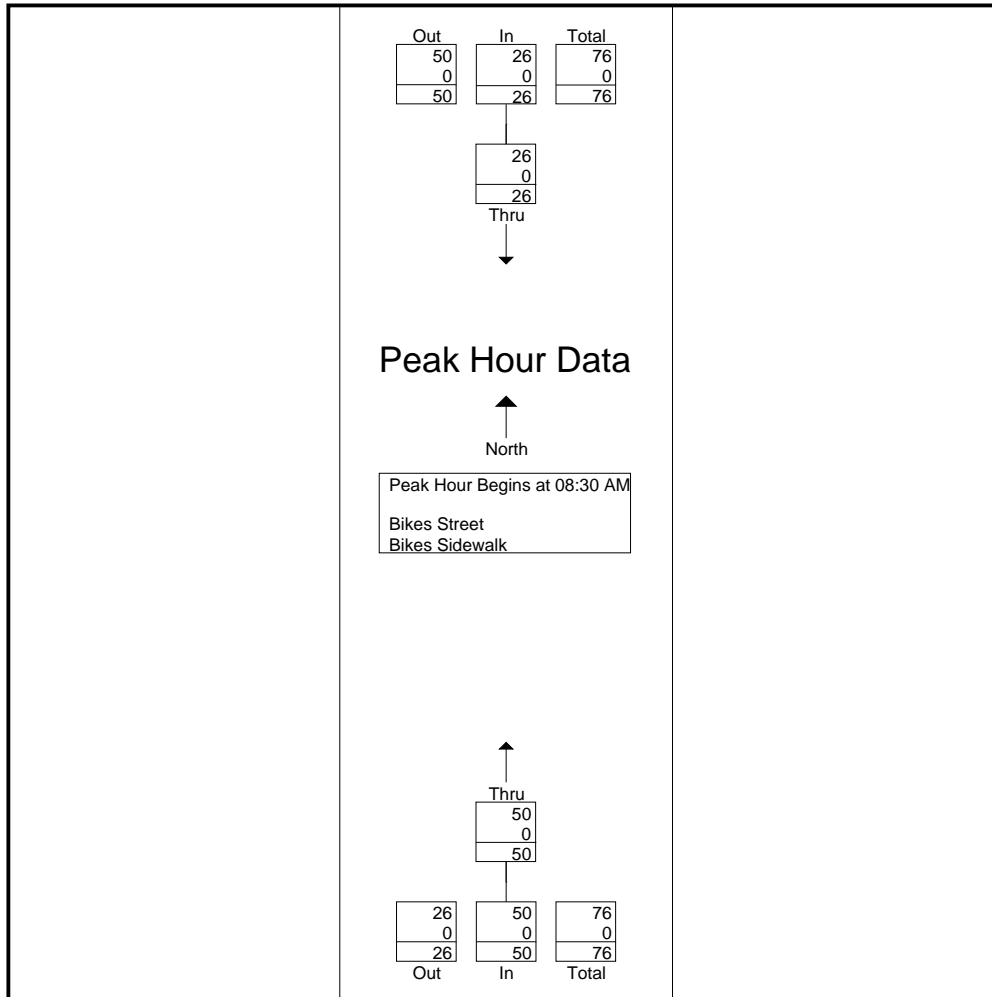 Out In Total
50 26 76
0 0 0
50 26 76
26
0
26
Thru
Peak Hour Data
North
Peak Hour Begins at 08:30 AM
Bikes Street
Bikes Sidewalk
Thru
50
0
50
26 50 76
0 0 0
26 50 76
Out In Total